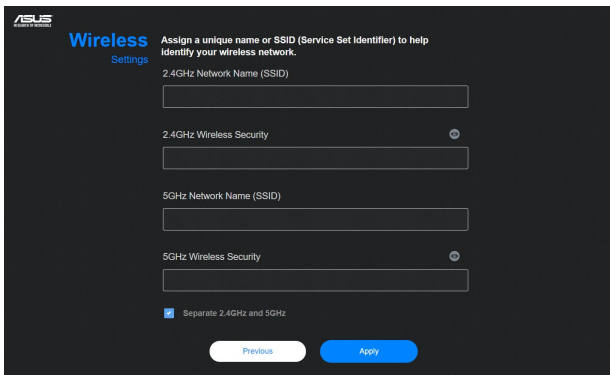 ASUS
IN SEARCH OF INCREDIBLE
Wireless
Settings
Assign a unique name or SSID (Service Set Identifier) to help
identify your wireless network.
2.4GHz Network Name (SSID)
2.4GHz Wireless Security
5GHz Network Name (SSID)
5GHz Wireless Security
Separate 2.4GHz and 5GHz
Previous
Apply